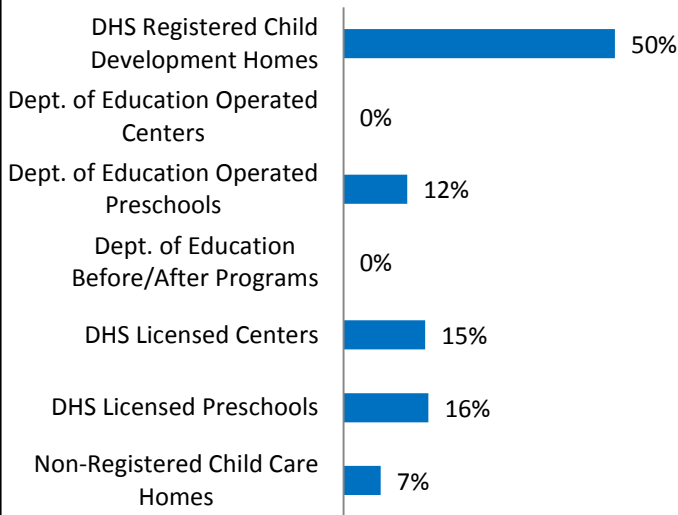 DHS Registered Child
Development Homes
50%
Dept. of Education Operated
Centers
0%
Dept. of Education Operated
Preschools
12%
Dept. of Education
Before/After Programs
0%
DHS Licensed Centers
15%
DHS Licensed Preschools
16%
Non-Registered Child Care
Homes
7%